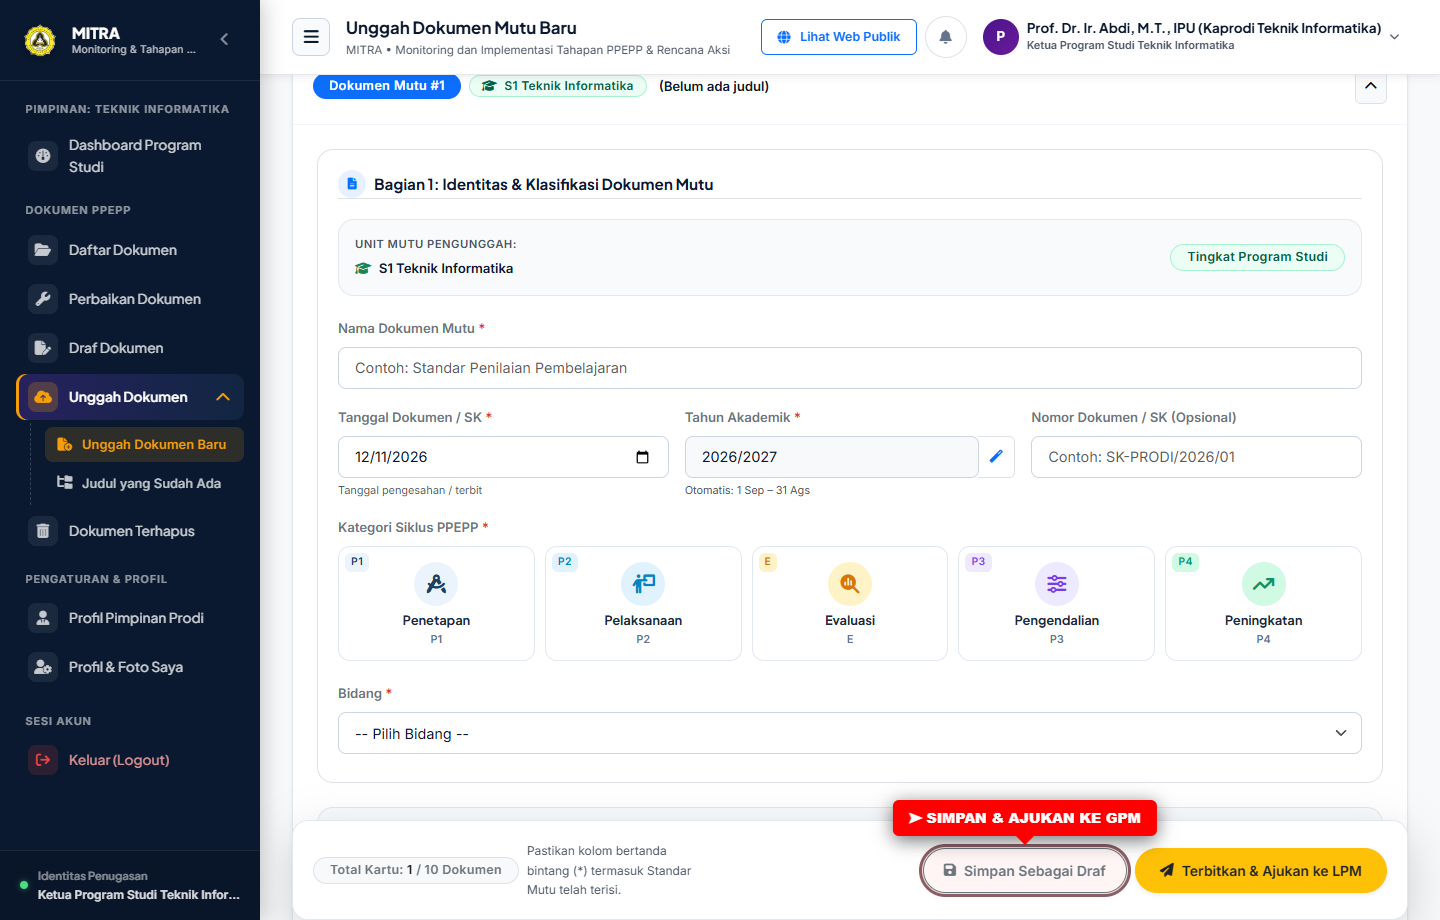 MITRA
Monitoring & Tahapan ...
PIMPINAN: TEKNIK INFORMATIKA
Dashboard Program
Studi
DOKUMEN PPEPP
Daftar Dokumen
Perbaikan Dokumen
Draf Dokumen
Unggah Dokumen
Unggah Dokumen Baru
Judul yang Sudah Ada
Dokumen Terhapus
PENGATURAN & PROFIL
Profil Pimpinan Prodi
Profil & Foto Saya
SESI AKUN
Keluar (Logout)
Identitas Penugasan
Ketua Program Studi Teknik Infor...
Unggah Dokumen Mutu Baru
MITRA • Monitoring dan Implementasi Tahapan PPEPP & Rencana Aksi
Lihat Web Publik
P
Prof. Dr. Ir. Abdi, M.T., IPU (Kaprodi Teknik Informatika)
Ketua Program Studi Teknik Informatika
Dokumen Mutu #1
S1 Teknik Informatika
(Belum ada judul)
Bagian 1: Identitas & Klasifikasi Dokumen Mutu
UNIT MUTU PENGUNGGAH:
S1 Teknik Informatika
Tingkat Program Studi
Nama Dokumen Mutu *
Contoh: Standar Penilaian Pembelajaran
Tanggal Dokumen / SK *
12/11/2026
Tanggal pengesahan / terbit
Tahun Akademik *
2026/2027
Otomatis: 1 Sep – 31 Ags
Nomor Dokumen / SK (Opsional)
Contoh: SK-PRODI/2026/01
Kategori Siklus PPEPP *
P1
Penetapan
P1
P2
Pelaksanaan
P2
E
Evaluasi
E
P3
Pengendalian
P3
P4
Peningkatan
P4
Bidang *
-- Pilih Bidang --
Total Kartu: 1 / 10 Dokumen
Pastikan kolom bertanda
bintang (*) termasuk Standar
Mutu telah terisi.
➤ SIMPAN & AJUKAN KE GPM
Simpan Sebagai Draf
Terbitkan & Ajukan ke LPM